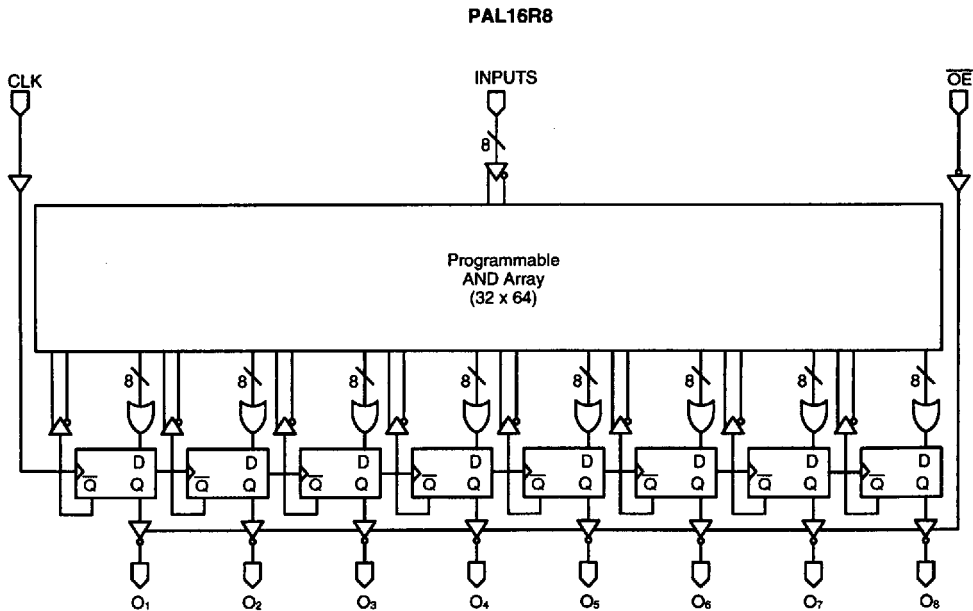 PAL16R8
CLK INPUTS O̅E̅
8
Programmable
AND Array
(32 x 64)
8 8 8 8 8 8 8 8
D D D D D D D D
Q̅ Q Q̅ Q Q̅ Q Q̅ Q Q̅ Q Q̅ Q Q̅ Q Q̅ Q
O₁ O₂ O₃ O₄ O₅ O₆ O₇ O₈